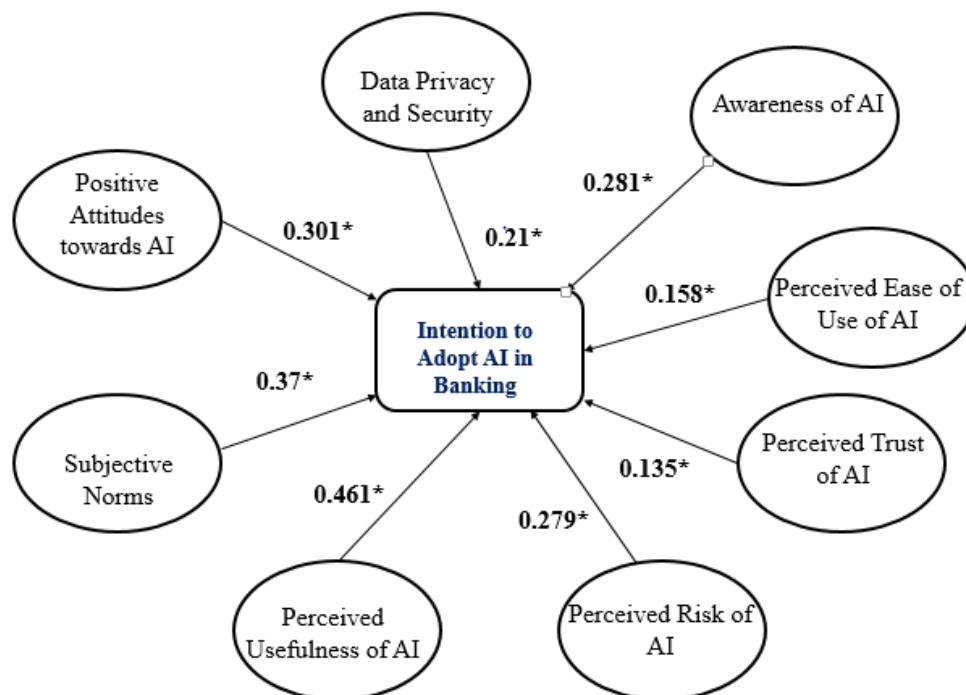 Data Privacy
and Security
Awareness of AI
Positive
Attitudes
towards AI
0.281*
0.301*
0.21*
Perceived Ease of
Use of AI
0.158*
Intention to
Adopt AI in
Banking
0.37*
Subjective
Norms
Perceived Trust
of AI
0.135*
0.461*
0.279*
Perceived
Usefulness of AI
Perceived Risk of
AI